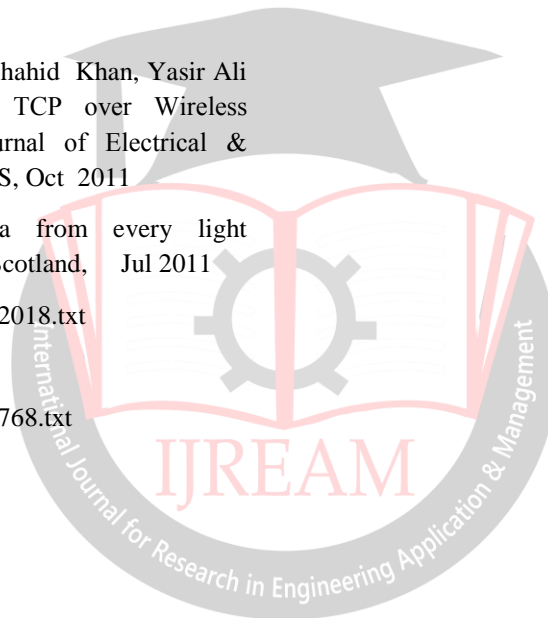 hahid Khan, Yasir Ali
TCP over Wireless
urnal of Electrical &
S, Oct 2011
a from every light
cotland, Jul 2011
2018.txt
768.txt
IJREAM
International Journal for Research in Engineering Application & Management